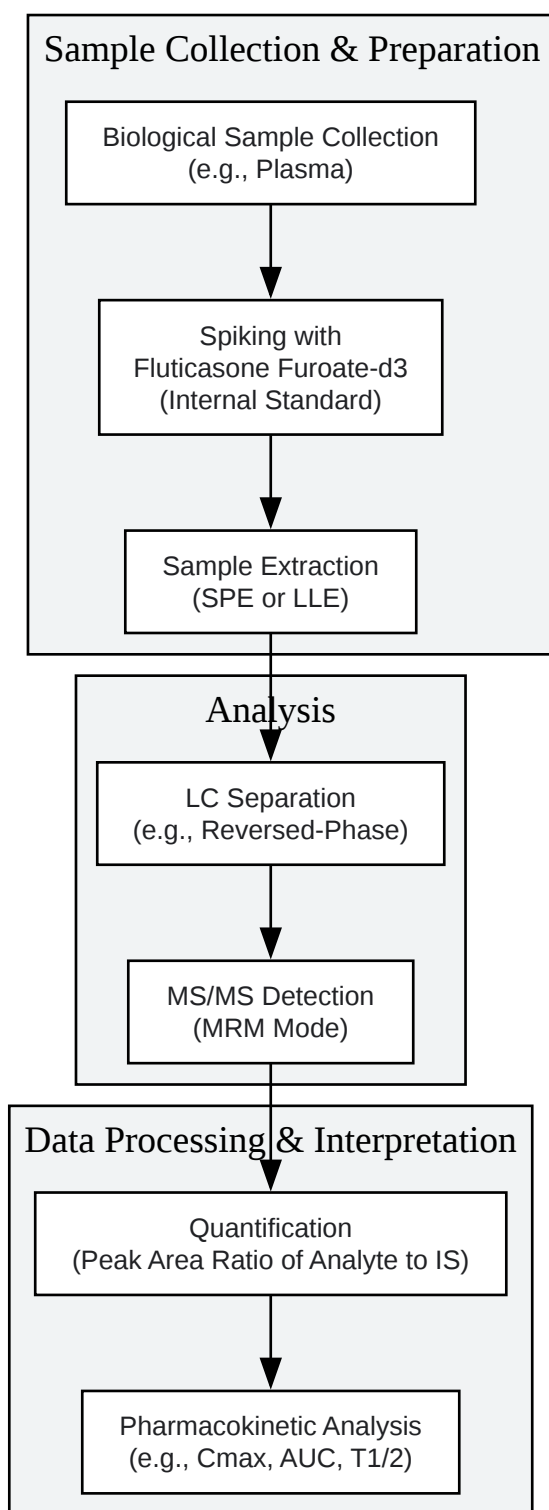 Sample Collection & Preparation
Biological Sample Collection
(e.g., Plasma)
Spiking with
Fluticasone Furoate-d3
(Internal Standard)
Sample Extraction
(SPE or LLE)
Analysis
LC Separation
(e.g., Reversed-Phase)
MS/MS Detection
(MRM Mode)
Data Processing & Interpretation
Quantification
(Peak Area Ratio of Analyte to IS)
Pharmacokinetic Analysis
(e.g., Cmax, AUC, T1/2)